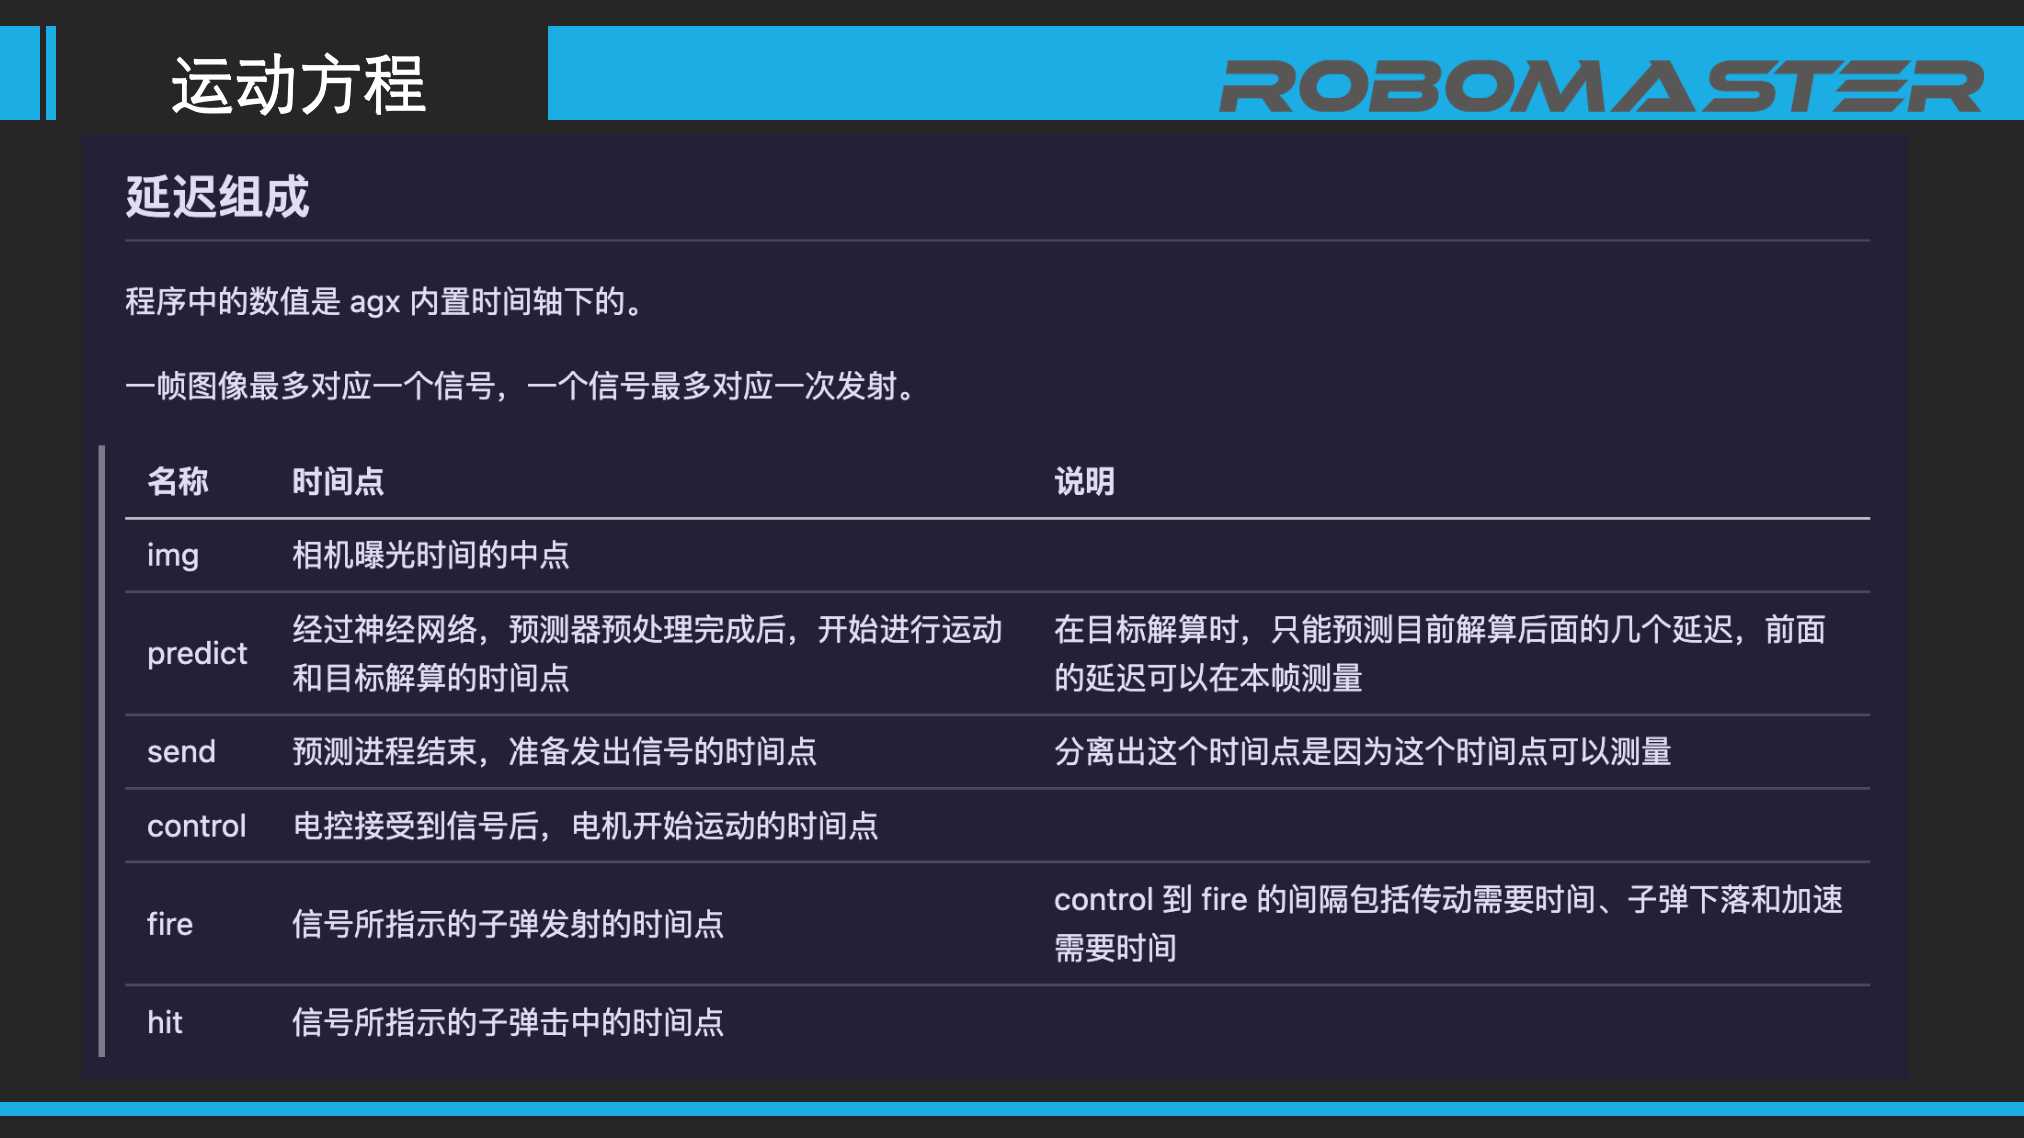 运动方程
ROBOMASTER
延迟组成
程序中的数值是 agx 内置时间轴下的。
一帧图像最多对应一个信号，一个信号最多对应一次发射。
名称 时间点 说明
img 相机曝光时间的中点
predict 经过神经网络，预测器预处理完成后，开始进行运动
和目标解算的时间点
在目标解算时，只能预测目前解算后面的几个延迟，前面
的延迟可以在本帧测量
send 预测进程结束，准备发出信号的时间点 分离出这个时间点是因为这个时间点可以测量
control 电控接受到信号后，电机开始运动的时间点
fire 信号所指示的子弹发射的时间点
control 到 fire 的间隔包括传动需要时间、子弹下落和加速
需要时间
hit 信号所指示的子弹击中的时间点